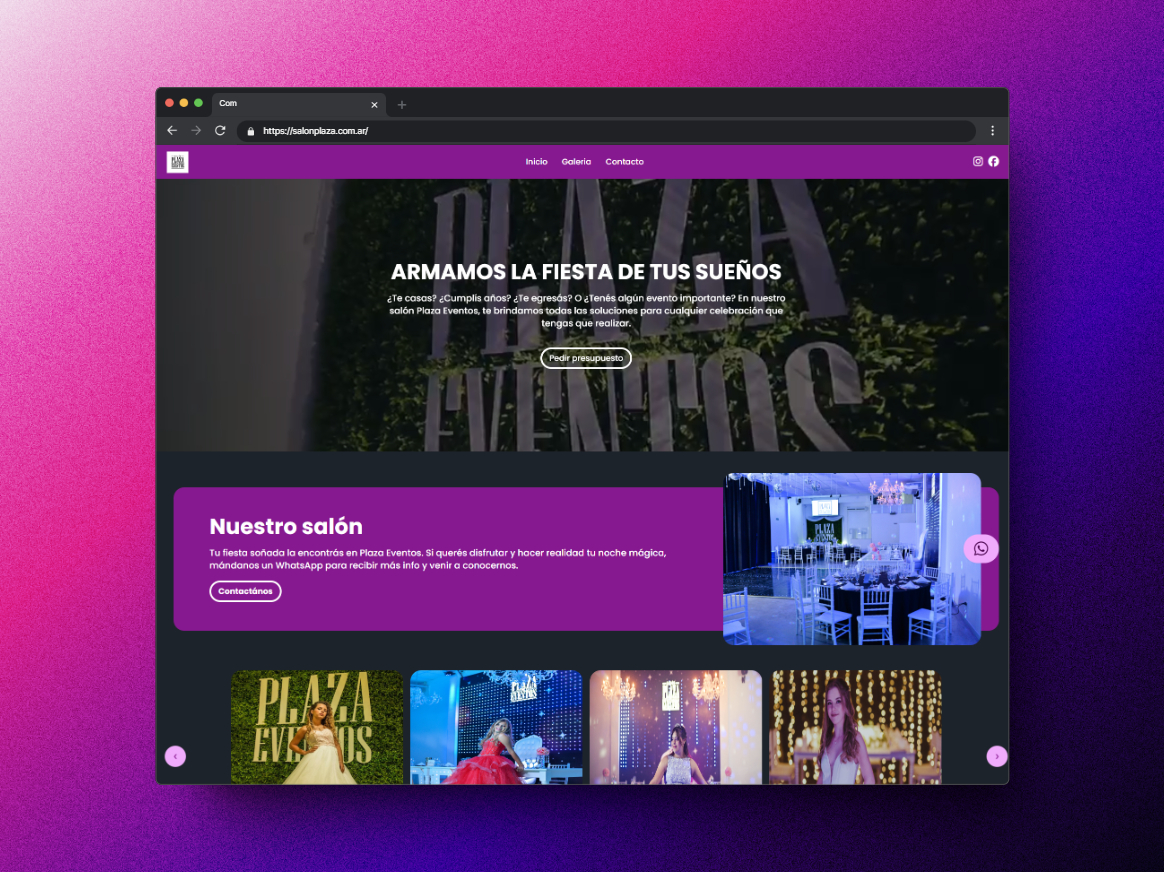 Com
https://salonplaza.com.ar/
PLAZA
EVENTOS
Inicio Galeria Contacto
PLAZA
EVENTOS
ARMAMOS LA FIESTA DE TUS SUEÑOS
¿Te casas? ¿Cumplis años? ¿Te egresás? O ¿Tenés algún evento importante? En nuestro
salón Plaza Eventos, te brindamos todas las soluciones para cualquier celebración que
tengas que realizar.
Pedir presupuesto
Nuestro salón
Tu fiesta soñada la encontrás en Plaza Eventos. Si querés disfrutar y hacer realidad tu noche mágica,
mándanos un WhatsApp para recibir más info y venir a conocernos.
Contactános
PLAZA
EVENTOS
PLAZA
EVENTOS
PLAZA
EVENTOS